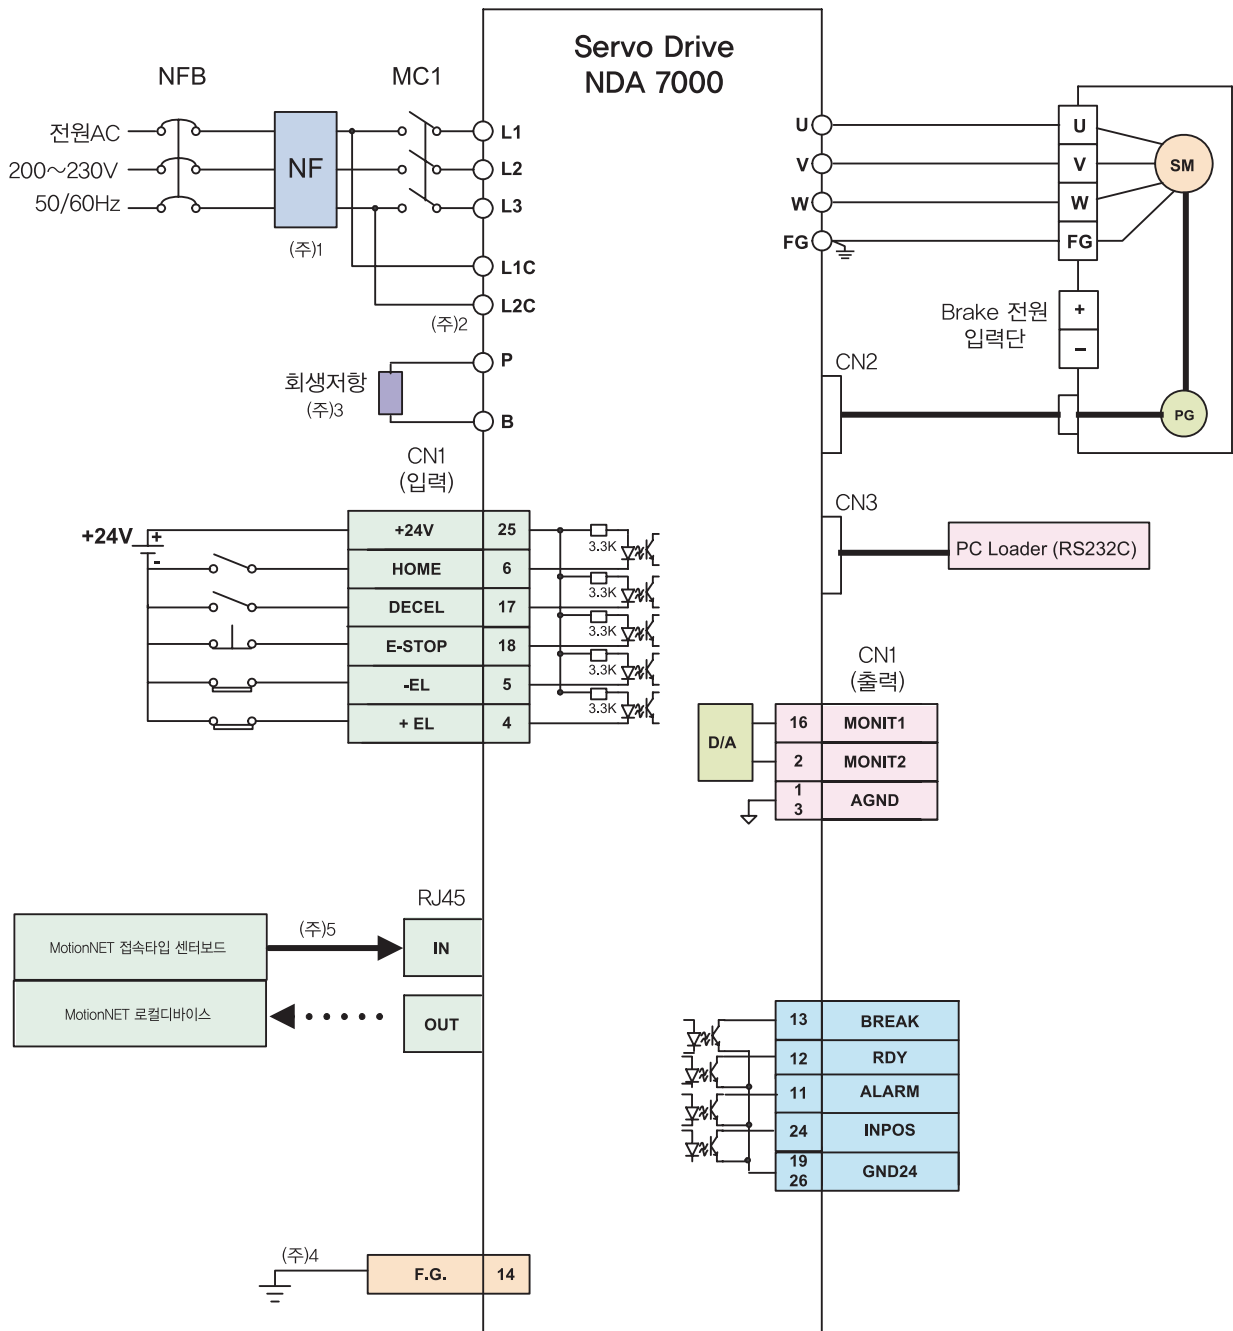 Servo Drive
NDA 7000
NFB
MC1
전원AC
200~230V
50/60Hz
NF
(주)1
L1
L2
L3
L1C
L2C
(주)2
P
B
회생저항
(주)3
U
V
W
FG
U
V
W
FG
SM
Brake 전원
입력단
+
-
PG
CN2
CN3
PC Loader (RS232C)
CN1
(입력)
+24V
+
-
+24V 25
HOME 6
DECEL 17
E-STOP 18
-EL 5
+ EL 4
3.3K
3.3K
3.3K
3.3K
3.3K
CN1
(출력)
D/A
16 MONIT1
2 MONIT2
1
3
AGND
RJ45
MotionNET 접속타입 센터보드
(주)5
IN
MotionNET 로컬디바이스
OUT
13 BREAK
12 RDY
11 ALARM
24 INPOS
19
26
GND24
(주)4
F.G. 14